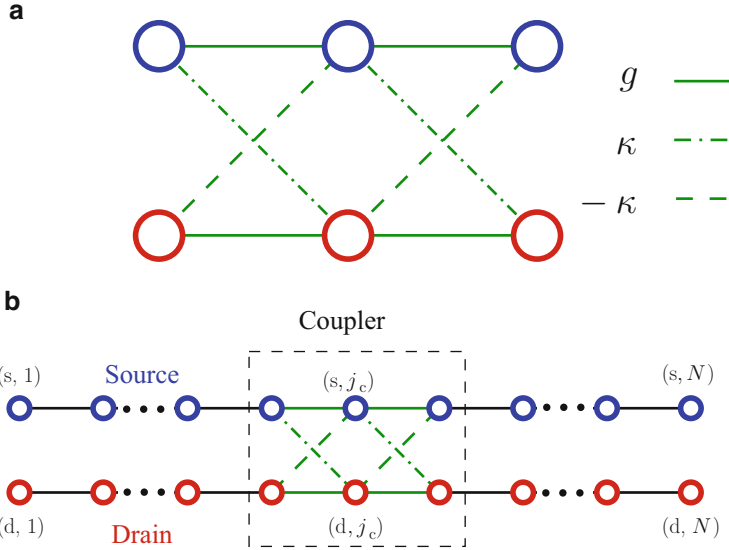 a
g
κ
− κ
b
Coupler
(s, 1) Source (s, j_c) (s, N)
(d, 1) Drain (d, j_c) (d, N)